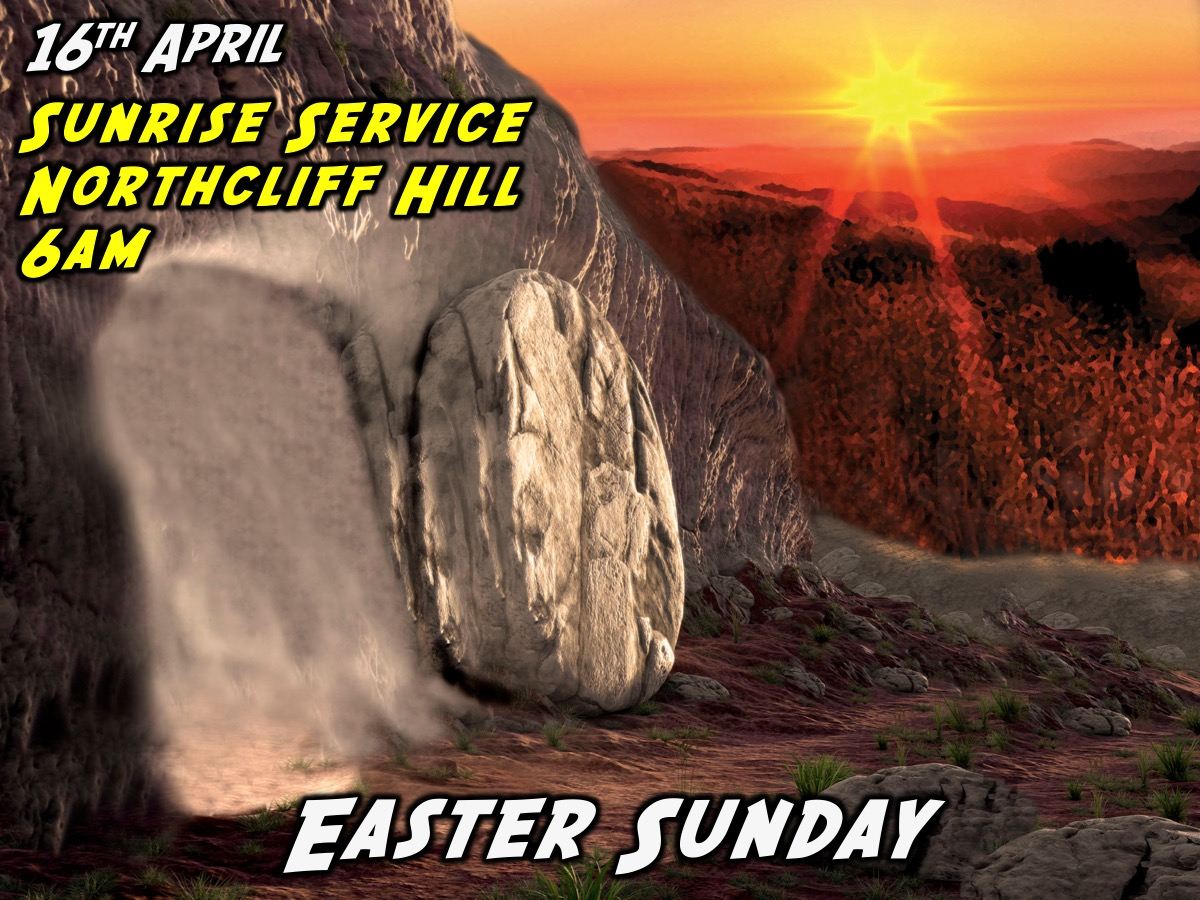 16th April
Sunrise Service
Northcliff Hill
6am
Easter Sunday